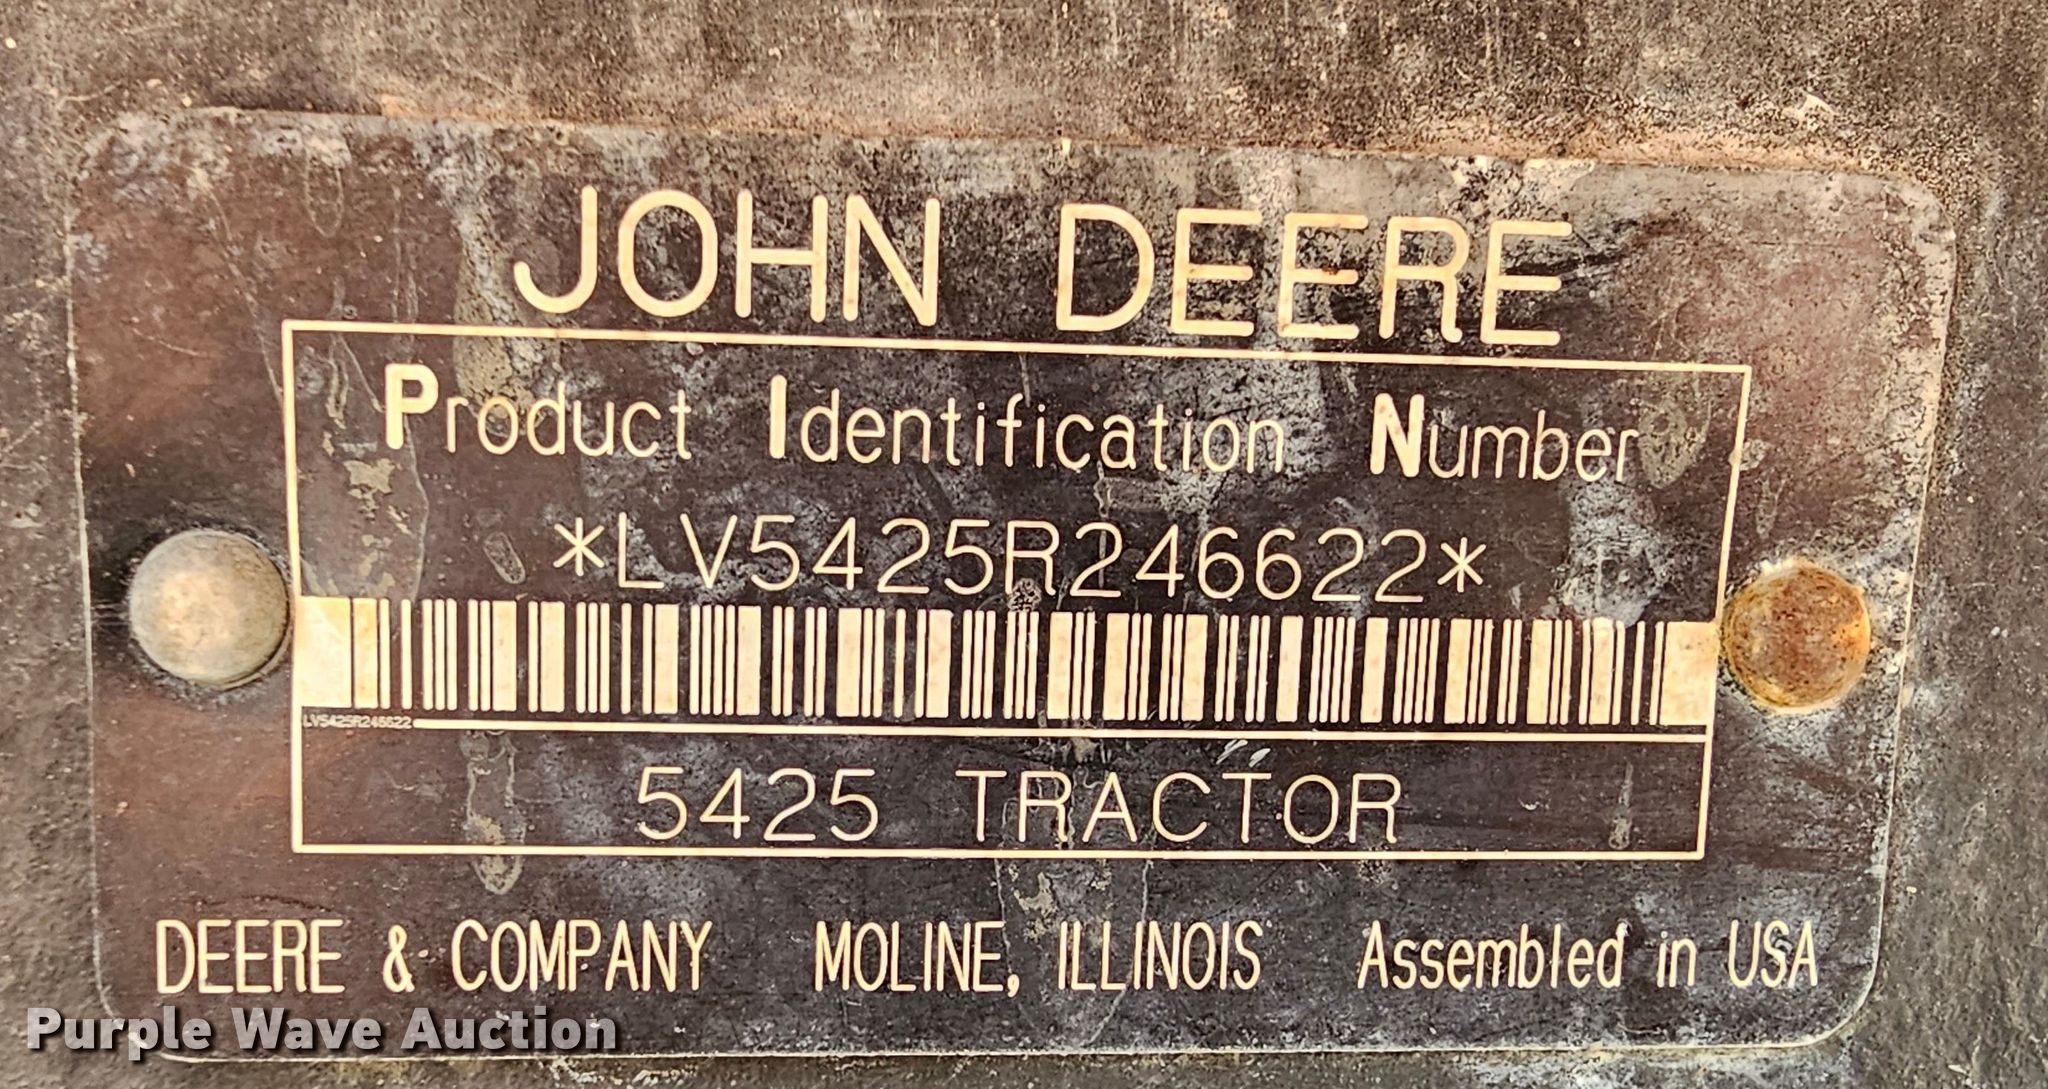 JOHN DEERE
Product Identification Number
*LV5425R246622*
LV5425R246622
5425 TRACTOR
DEERE & COMPANY MOLINE, ILLINOIS Assembled in USA
Purple Wave Auction